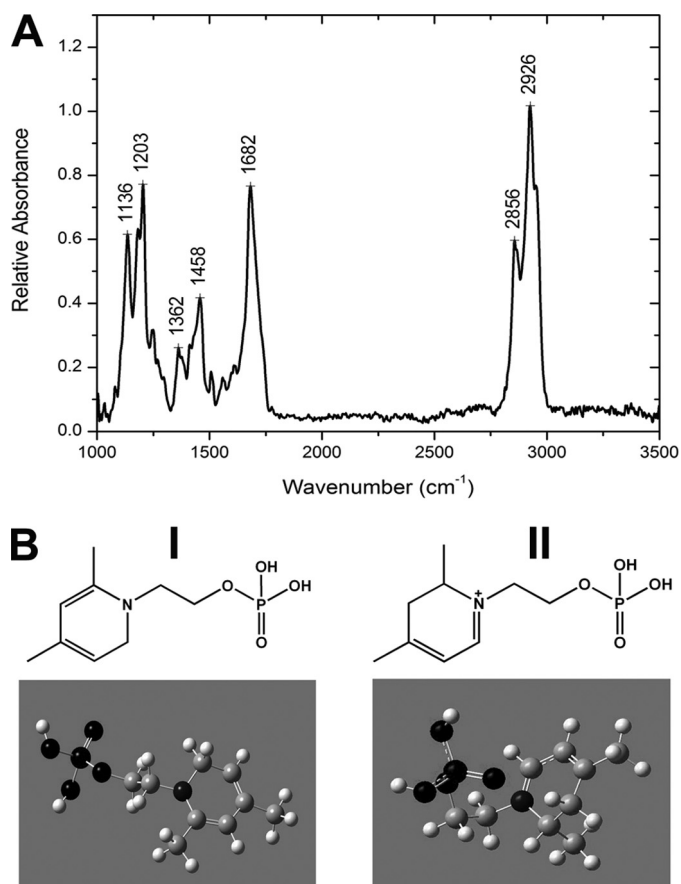 A
Relative Absorbance
1.2
1.0
0.8
0.6
0.4
0.2
0.0
1136
1203
1362
1458
1682
2856
2926
1000 1500 2000 2500 3000 3500
Wavenumber (cm⁻¹)
B I II
OH OH
N O P OH N+ O P OH
O O